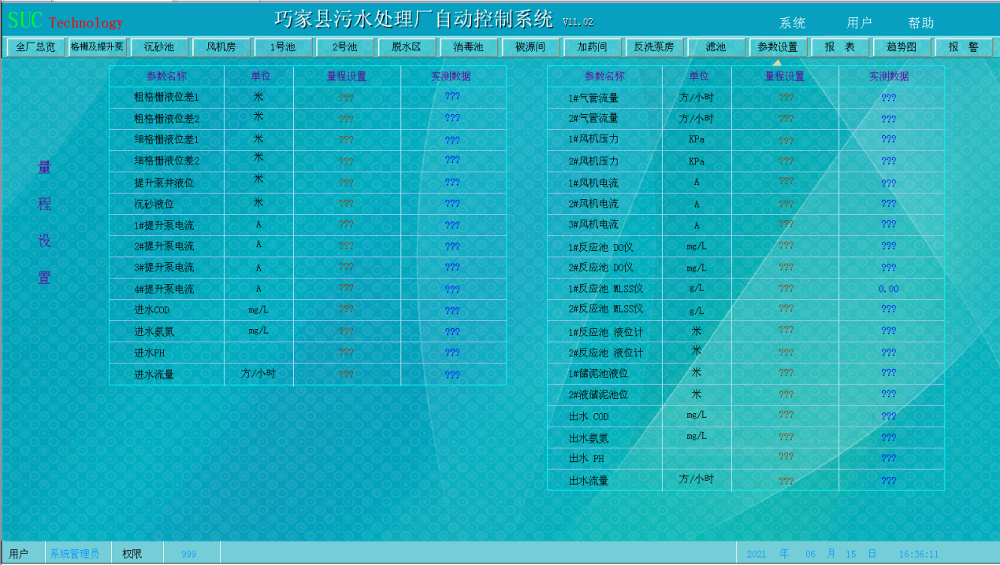 SUC Technology 巧家县污水处理厂自动控制系统 V11.02 系统 用户 帮助
全厂总览 格栅及提升泵 沉砂池 风机房 1号池 2号池 脱水区 消毒池 碳源间 加药间 反洗泵房 滤池 参数设置 报 表 趋势图 报 警
量程设置
参数名称 单位 量程设置 实测数据
粗格栅液位差1 米 ??? ???
粗格栅液位差2 米 ??? ???
细格栅液位差1 米 ??? ???
细格栅液位差2 米 ??? ???
提升泵井液位 米 ??? ???
沉砂液位 米 ??? ???
1#提升泵电流 A ??? ???
2#提升泵电流 A ??? ???
3#提升泵电流 A ??? ???
4#提升泵电流 A ??? ???
进水COD mg/L ??? ???
进水氨氮 mg/L ??? ???
进水PH ??? ???
进水流量 方/小时 ??? ???
参数名称 单位 量程设置 实测数据
1#气管流量 方/小时 ??? ???
2#气管流量 方/小时 ??? ???
1#风机压力 KPa ??? ???
2#风机压力 KPa ??? ???
1#风机电流 A ??? ???
2#风机电流 A ??? ???
3#风机电流 A ??? ???
1#反应池 DO仪 mg/L ??? ???
2#反应池 DO仪 mg/L ??? ???
1#反应池 MLSS仪 g/L ??? 0.00
2#反应池 MLSS仪 g/L ??? ???
1#反应池 液位计 米 ??? ???
2#反应池 液位计 米 ??? ???
1#储泥池液位 米 ??? ???
2#液储泥池位 米 ??? ???
出水 COD mg/L ??? ???
出水氨氮 mg/L ??? ???
出水 PH ??? ???
出水流量 方/小时 ??? ???
用户 系统管理员 权限 999 2021 年 06 月 15 日 16:36:11